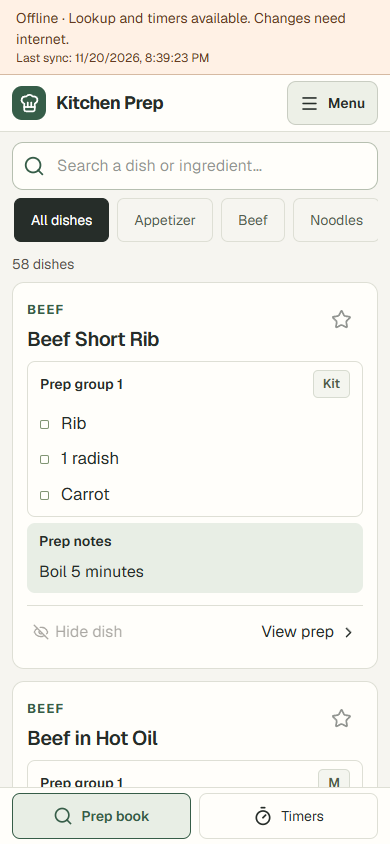 Offline · Lookup and timers available. Changes need
internet.
Last sync: 11/20/2026, 8:39:23 PM
Kitchen Prep
Menu
Search a dish or ingredient…
All dishes
Appetizer
Beef
Noodles
58 dishes
BEEF
Beef Short Rib
Prep group 1
Kit
Rib
1 radish
Carrot
Prep notes
Boil 5 minutes
Hide dish
View prep
BEEF
Beef in Hot Oil
Prep group 1
M
Prep book
Timers